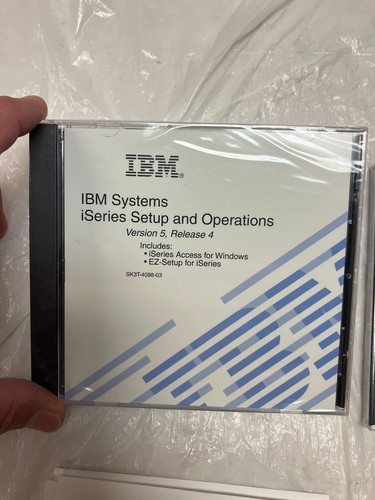 IBM®
IBM Systems
iSeries Setup and Operations
Version 5, Release 4
Includes:
• iSeries Access for Windows
• EZ-Setup for iSeries
SK3T-4098-03
IBM